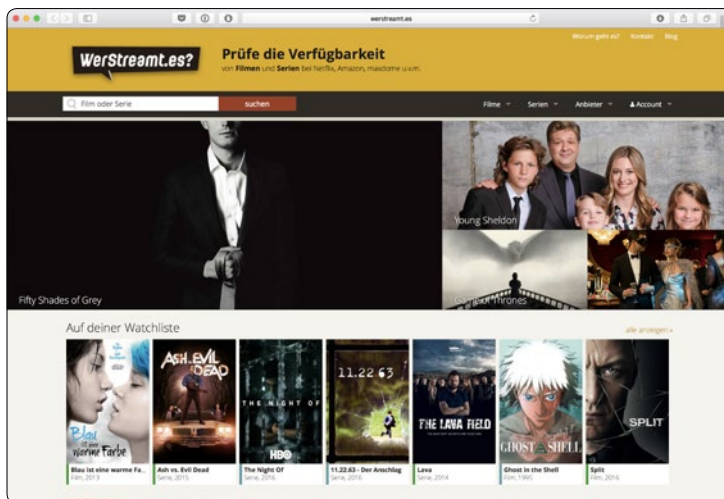 werstreamt.es
Worum geht es? Kontakt Blog
WerStreamt.es?
Prüfe die Verfügbarkeit
von Filmen und Serien bei Netflix, Amazon, maxdome u.v.m.
Film oder Serie
suchen
Filme Serien Anbieter Account
Young Sheldon
Fifty Shades of Grey
Game of Thrones
Auf deiner Watchliste
alle anzeigen »
Blau
ist eine
warme Farbe
ASH vs EVIL
DEAD
THE NIGHT OF
HBO
11.22.63
THE LAVA FIELD
GHOST IN THE SHELL
SPLIT
Blau ist eine warme Fa...
Film, 2013
Ash vs. Evil Dead
Serie, 2015
The Night Of
Serie, 2016
11.22.63 - Der Anschlag
Serie, 2016
Lava
Serie, 2014
Ghost in the Shell
Film, 1995
Split
Film, 2016